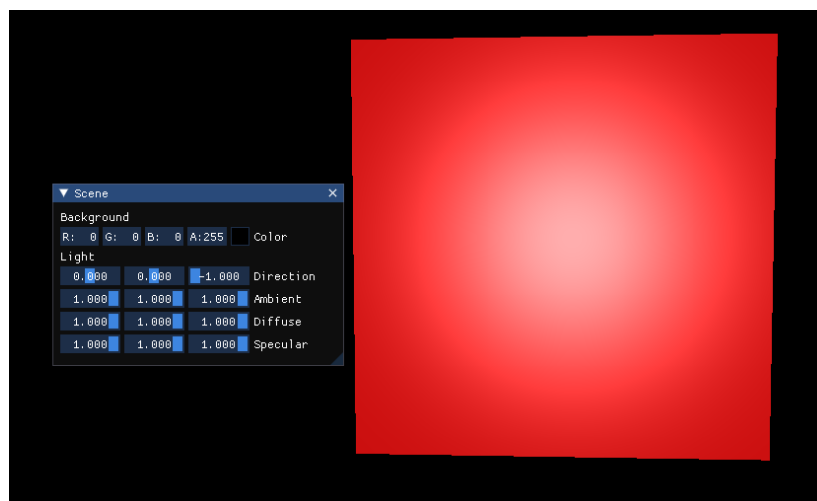 ▼ Scene ×
Background
R: 0 G: 0 B: 0 A:255 Color
Light
0.000 0.000 -1.000 Direction
1.000 1.000 1.000 Ambient
1.000 1.000 1.000 Diffuse
1.000 1.000 1.000 Specular